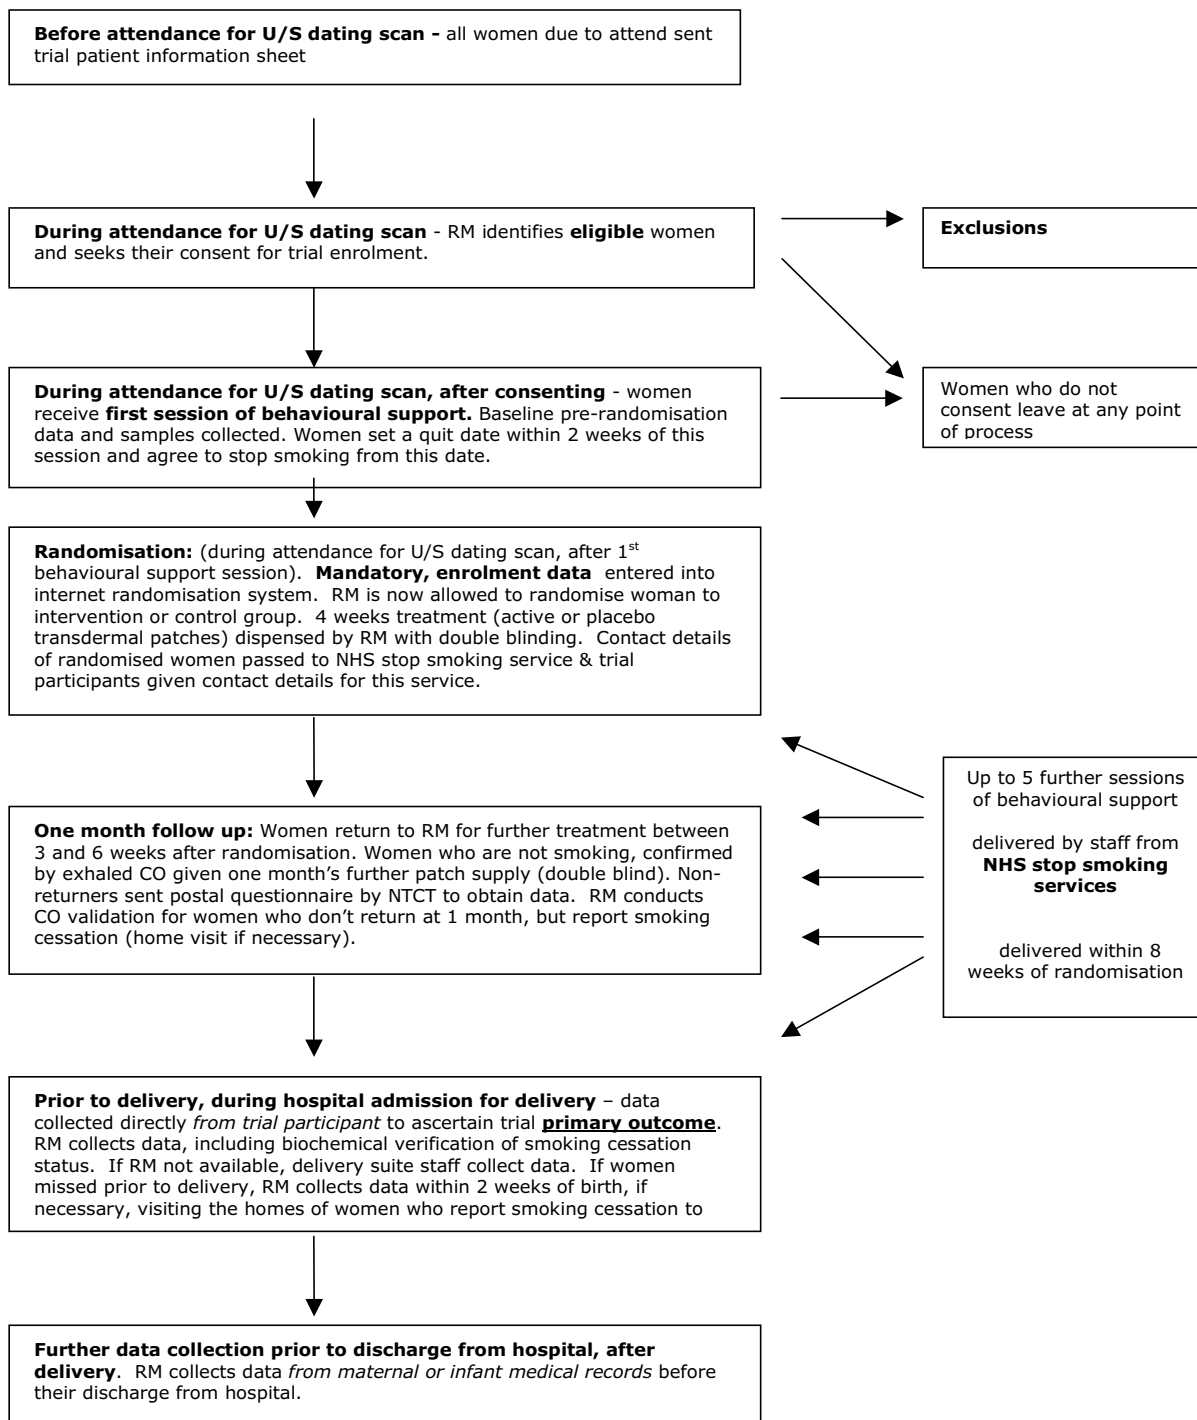 Before attendance for U/S dating scan - all women due to attend sent
trial patient information sheet
During attendance for U/S dating scan - RM identifies eligible women
and seeks their consent for trial enrolment.
Exclusions
During attendance for U/S dating scan, after consenting - women
receive first session of behavioural support. Baseline pre-randomisation
data and samples collected. Women set a quit date within 2 weeks of this
session and agree to stop smoking from this date.
Women who do not
consent leave at any point
of process
Randomisation: (during attendance for U/S dating scan, after 1st
behavioural support session).  Mandatory, enrolment data  entered into
internet randomisation system.  RM is now allowed to randomise woman to
intervention or control group.  4 weeks treatment (active or placebo
transdermal patches) dispensed by RM with double blinding.  Contact details
of randomised women passed to NHS stop smoking service & trial
participants given contact details for this service.
Up to 5 further sessions
of behavioural support
delivered by staff from
NHS stop smoking
services
delivered within 8
weeks of randomisation
One month follow up: Women return to RM for further treatment between
3 and 6 weeks after randomisation. Women who are not smoking, confirmed
by exhaled CO given one month's further patch supply (double blind). Non-
returners sent postal questionnaire by NTCT to obtain data.  RM conducts
CO validation for women who don't return at 1 month, but report smoking
cessation (home visit if necessary).
Prior to delivery, during hospital admission for delivery – data
collected directly from trial participant to ascertain trial primary outcome.
RM collects data, including biochemical verification of smoking cessation
status.  If RM not available, delivery suite staff collect data.  If women
missed prior to delivery, RM collects data within 2 weeks of birth, if
necessary, visiting the homes of women who report smoking cessation to
Further data collection prior to discharge from hospital, after
delivery.  RM collects data from maternal or infant medical records before
their discharge from hospital.